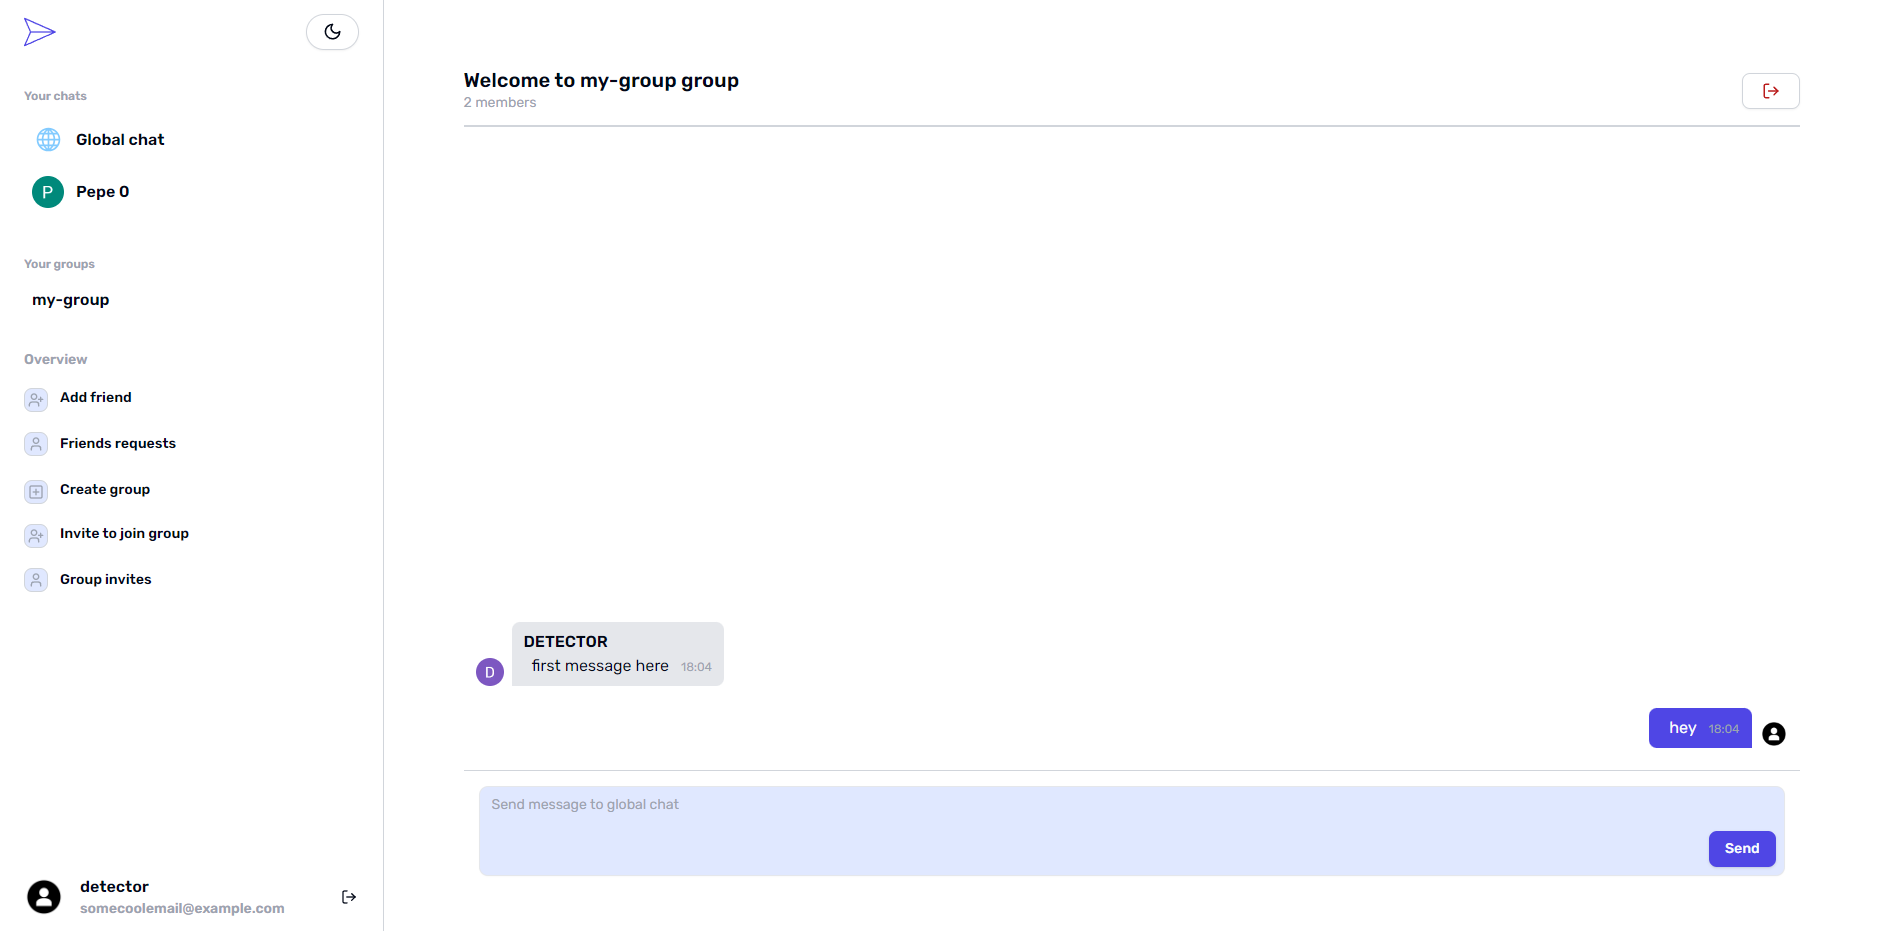 Your chats
Global chat
P
Pepe 0
Your groups
my-group
Overview
Add friend
Friends requests
Create group
Invite to join group
Group invites
detector
somecoolemail@example.com
Welcome to my-group group
2 members
DETECTOR
D
first message here 18:04
hey 18:04
Send message to global chat
Send